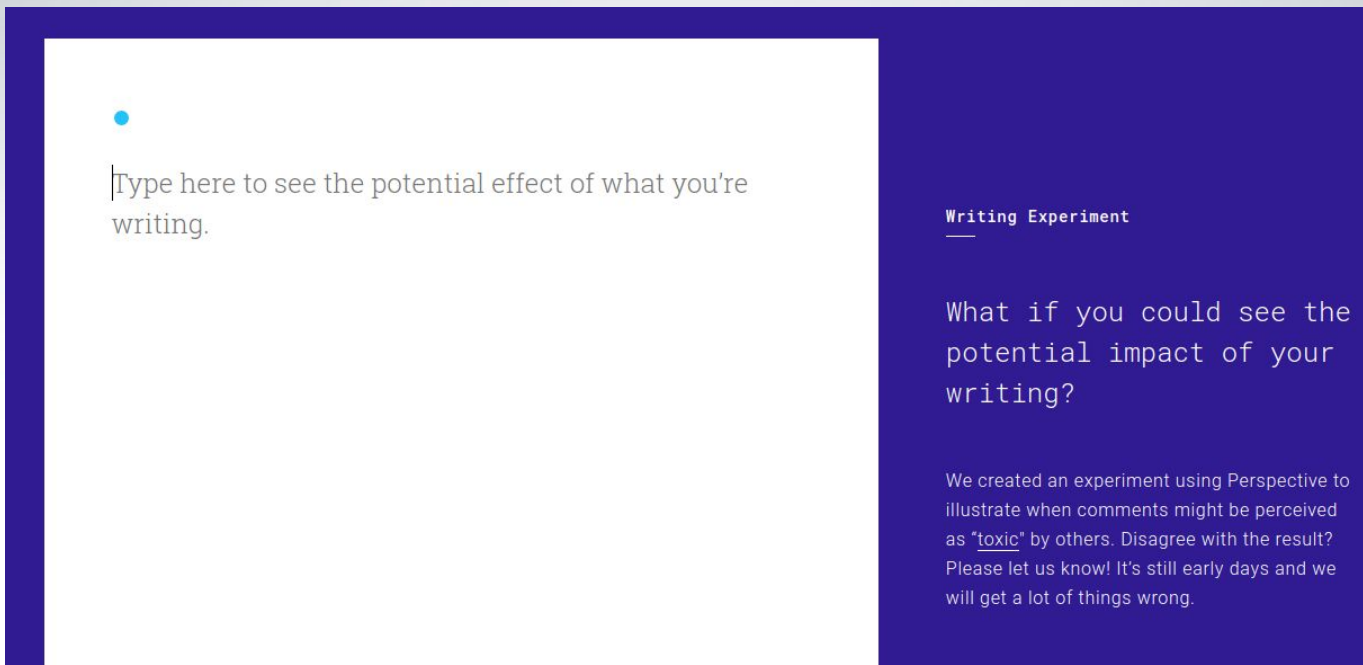 Type here to see the potential effect of what you’re
writing.
Writing Experiment
What if you could see the
potential impact of your
writing?
We created an experiment using Perspective to
illustrate when comments might be perceived
as “toxic” by others. Disagree with the result?
Please let us know! It’s still early days and we
will get a lot of things wrong.